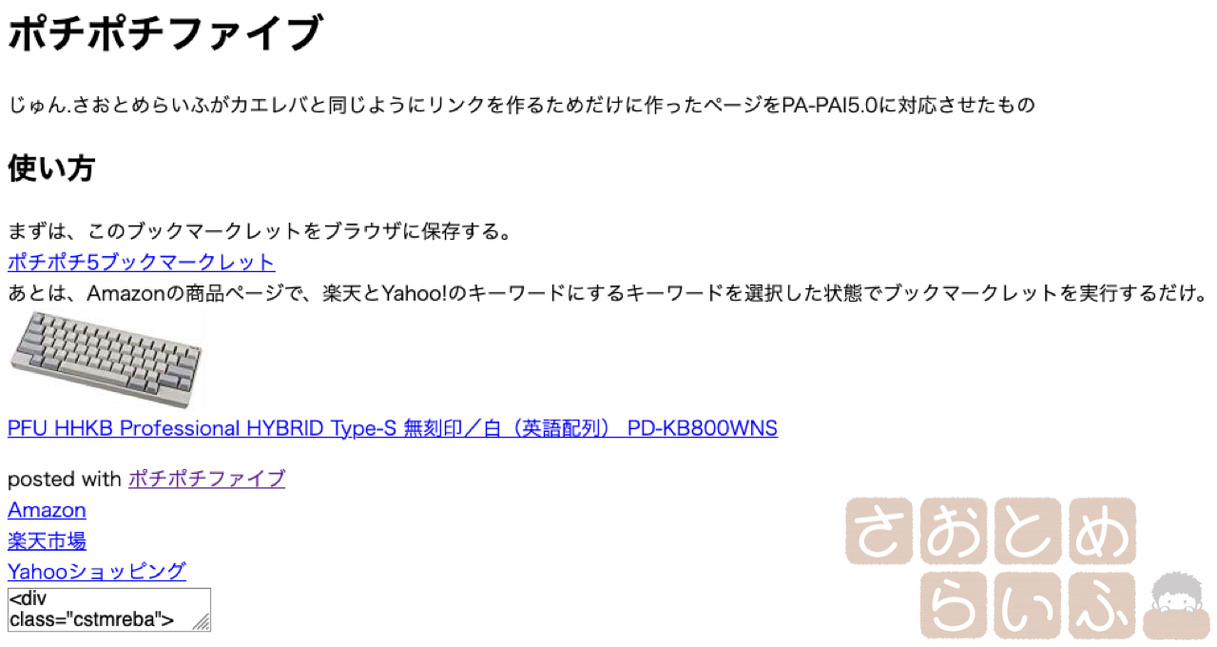 ポチポチファイブ
じゅん.さおとめらいふがカエレバと同じようにリンクを作るためだけに作ったページをPA-PAI5.0に対応させたもの
使い方
まずは、このブックマークレットをブラウザに保存する。
ポチポチ5ブックマークレット
あとは、Amazonの商品ページで、楽天とYahoo!のキーワードにするキーワードを選択した状態でブックマークレットを実行するだけ。
PFU HHKB Professional HYBRID Type-S 無刻印／白（英語配列） PD-KB800WNS
posted with ポチポチファイブ
Amazon
楽天市場
Yahooショッピング
<div
class="cstmreba">
さおとめ
らいふ